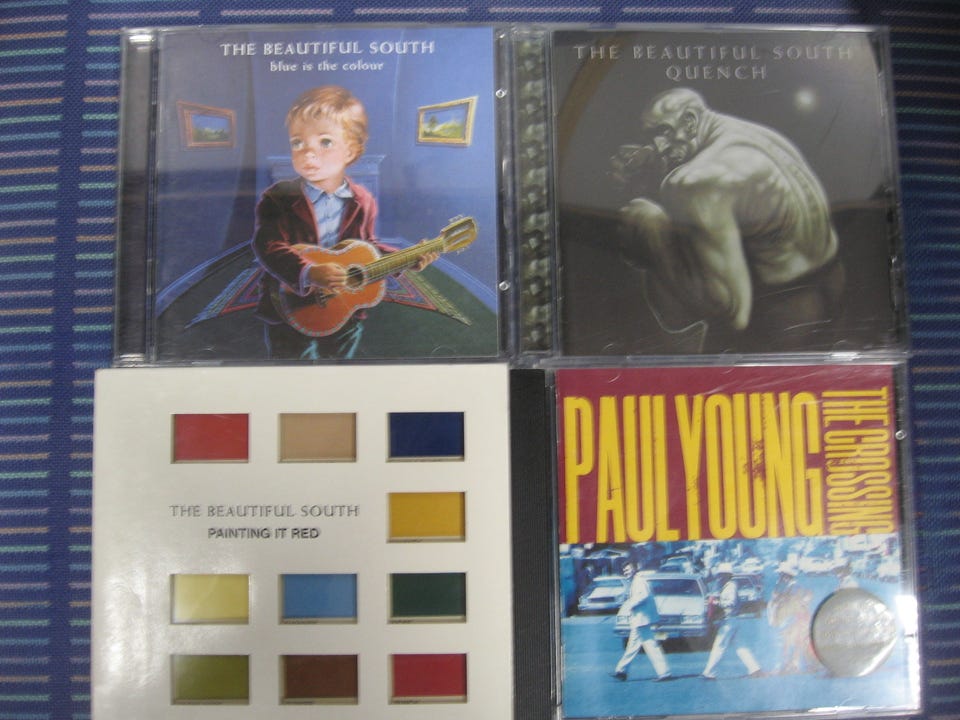 THE BEAUTIFUL SOUTH
blue is the colour
THE BEAUTIFUL SOUTH
QUENCH
THE BEAUTIFUL SOUTH
PAINTING IT RED
PAUL YOUNG
THE CROSSING